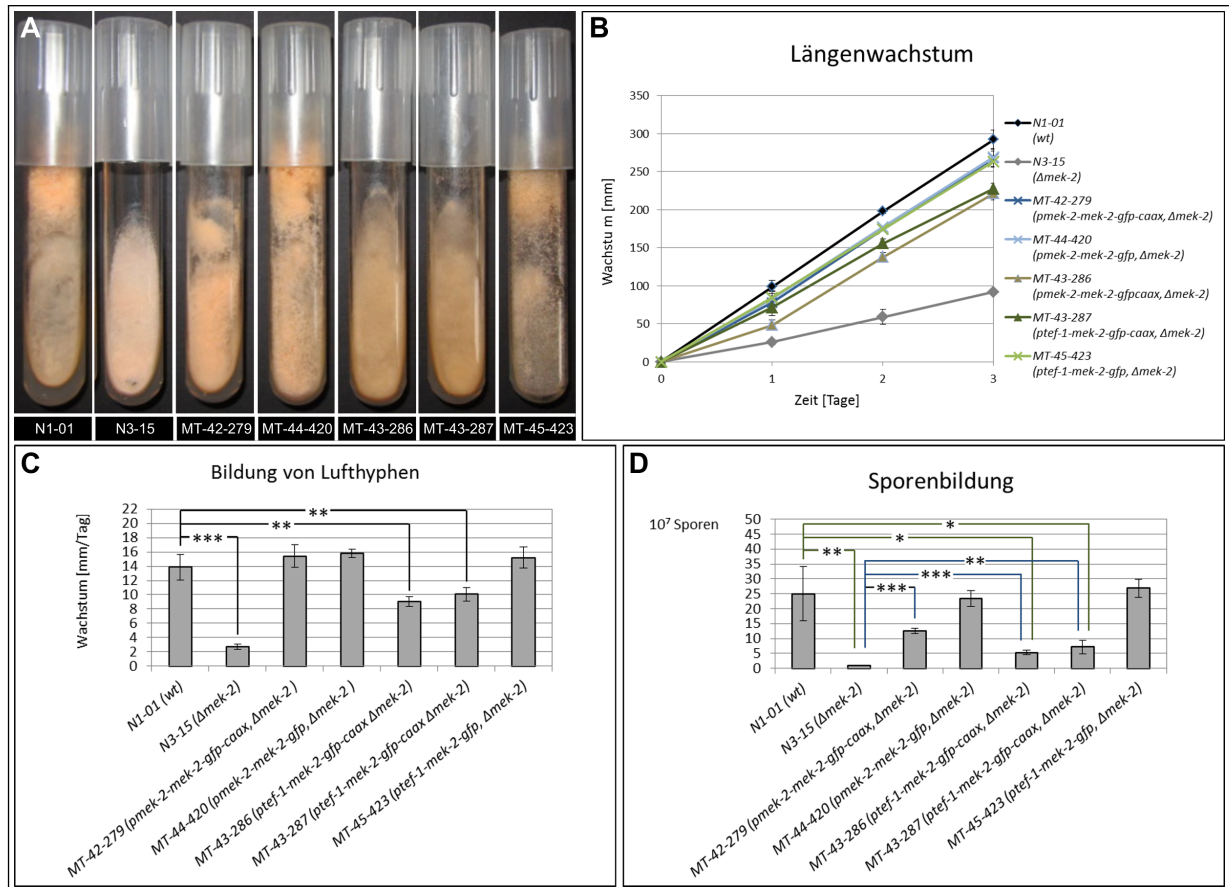 A
N1-01
N3-15
MT-42-279
MT-44-420
MT-43-286
MT-43-287
MT-45-423
B
Längenwachstum
Wachstu m [mm]
350
300
250
200
150
100
50
0
0
1
2
3
Zeit [Tage]
N1-01
(wt)
N3-15
(Δmek-2)
MT-42-279
(pmek-2-mek-2-gfp-caax, Δmek-2)
MT-44-420
(pmek-2-mek-2-gfp, Δmek-2)
MT-43-286
(pmek-2-mek-2-gfpcaax, Δmek-2)
MT-43-287
(ptef-1-mek-2-gfp-caax, Δmek-2)
MT-45-423
(ptef-1-mek-2-gfp, Δmek-2)
C
Bildung von Lufthyphen
Wachstum [mm/Tag]
22
20
18
16
14
12
10
8
6
4
2
0
**
**
***
N1-01 (wt)
N3-15 (Δmek-2)
MT-42-279 (pmek-2-mek-2-gfp-caax, Δmek-2 )
MT-44-420 (pmek-2-mek-2-gfp, Δmek-2 )
MT-43-286 (ptef-1-mek-2-gfp-caax Δmek-2)
MT-43-287 (ptef-1-mek-2-gfp-caax Δmek-2)
MT-45-423 (ptef-1-mek-2-gfp, Δmek-2)
D
Sporenbildung
10⁷ Sporen
50
45
40
35
30
25
20
15
10
5
0
*
*
**
**
***
***
N1-01 (wt)
N3-15 (Δmek-2)
MT-42-279 (pmek-2-mek-2-gfp-caax, Δmek-2)
MT-44-420 (pmek-2-mek-2-gfp, Δmek-2)
MT-43-286 (ptef-1-mek-2-gfp-caax, Δmek-2)
MT-43-287 (ptef-1-mek-2-gfp-caax, Δmek-2)
MT-45-423 (ptef-1-mek-2-gfp, Δmek-2)